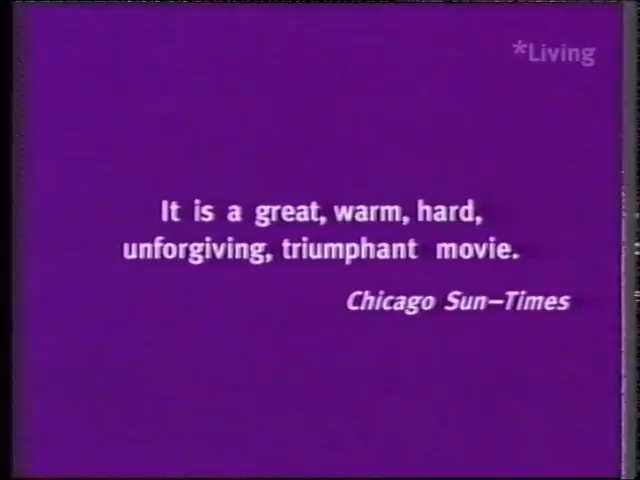 *Living
It is a great, warm, hard,
unforgiving, triumphant movie.
Chicago Sun-Times